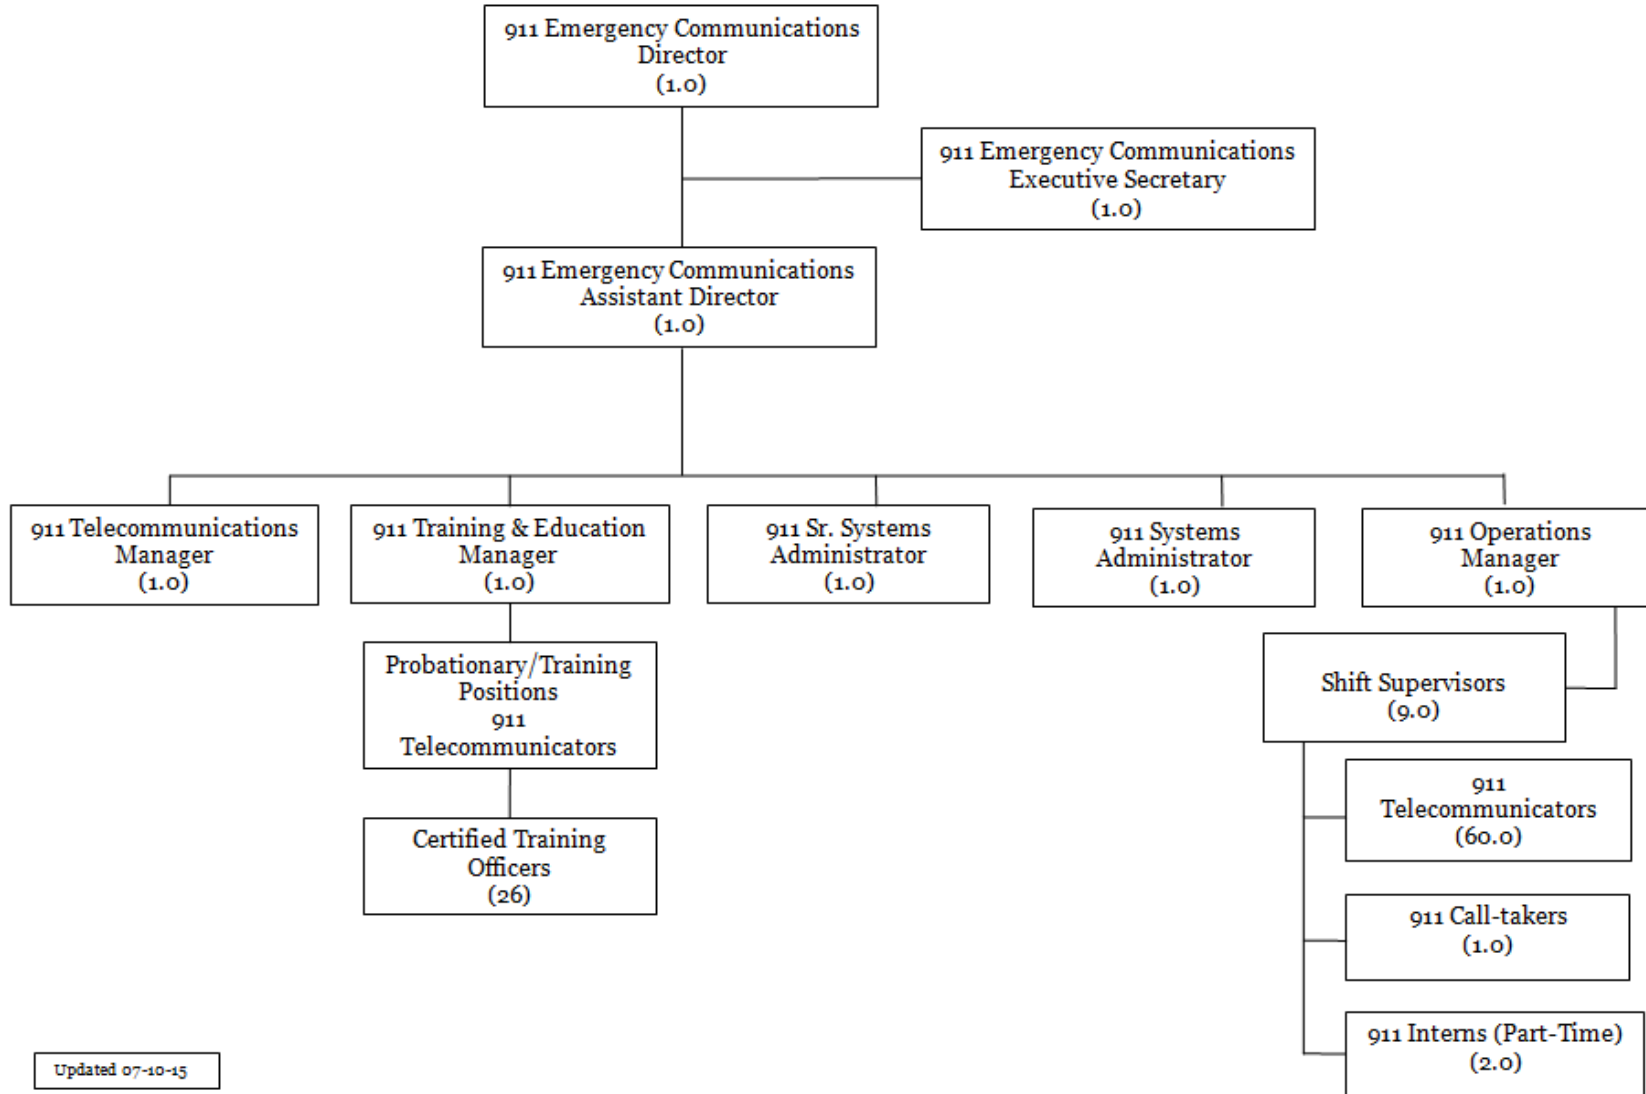 911 Emergency Communications
Director
(1.0)
911 Emergency Communications
Executive Secretary
(1.0)
911 Emergency Communications
Assistant Director
(1.0)
911 Telecommunications
Manager
(1.0)
911 Training & Education
Manager
(1.0)
911 Sr. Systems
Administrator
(1.0)
911 Systems
Administrator
(1.0)
911 Operations
Manager
(1.0)
Probationary/Training
Positions
911
Telecommunicators
Certified Training
Officers
(26)
Shift Supervisors
(9.0)
911
Telecommunicators
(60.0)
911 Call-takers
(1.0)
911 Interns (Part-Time)
(2.0)
Updated 07-10-15